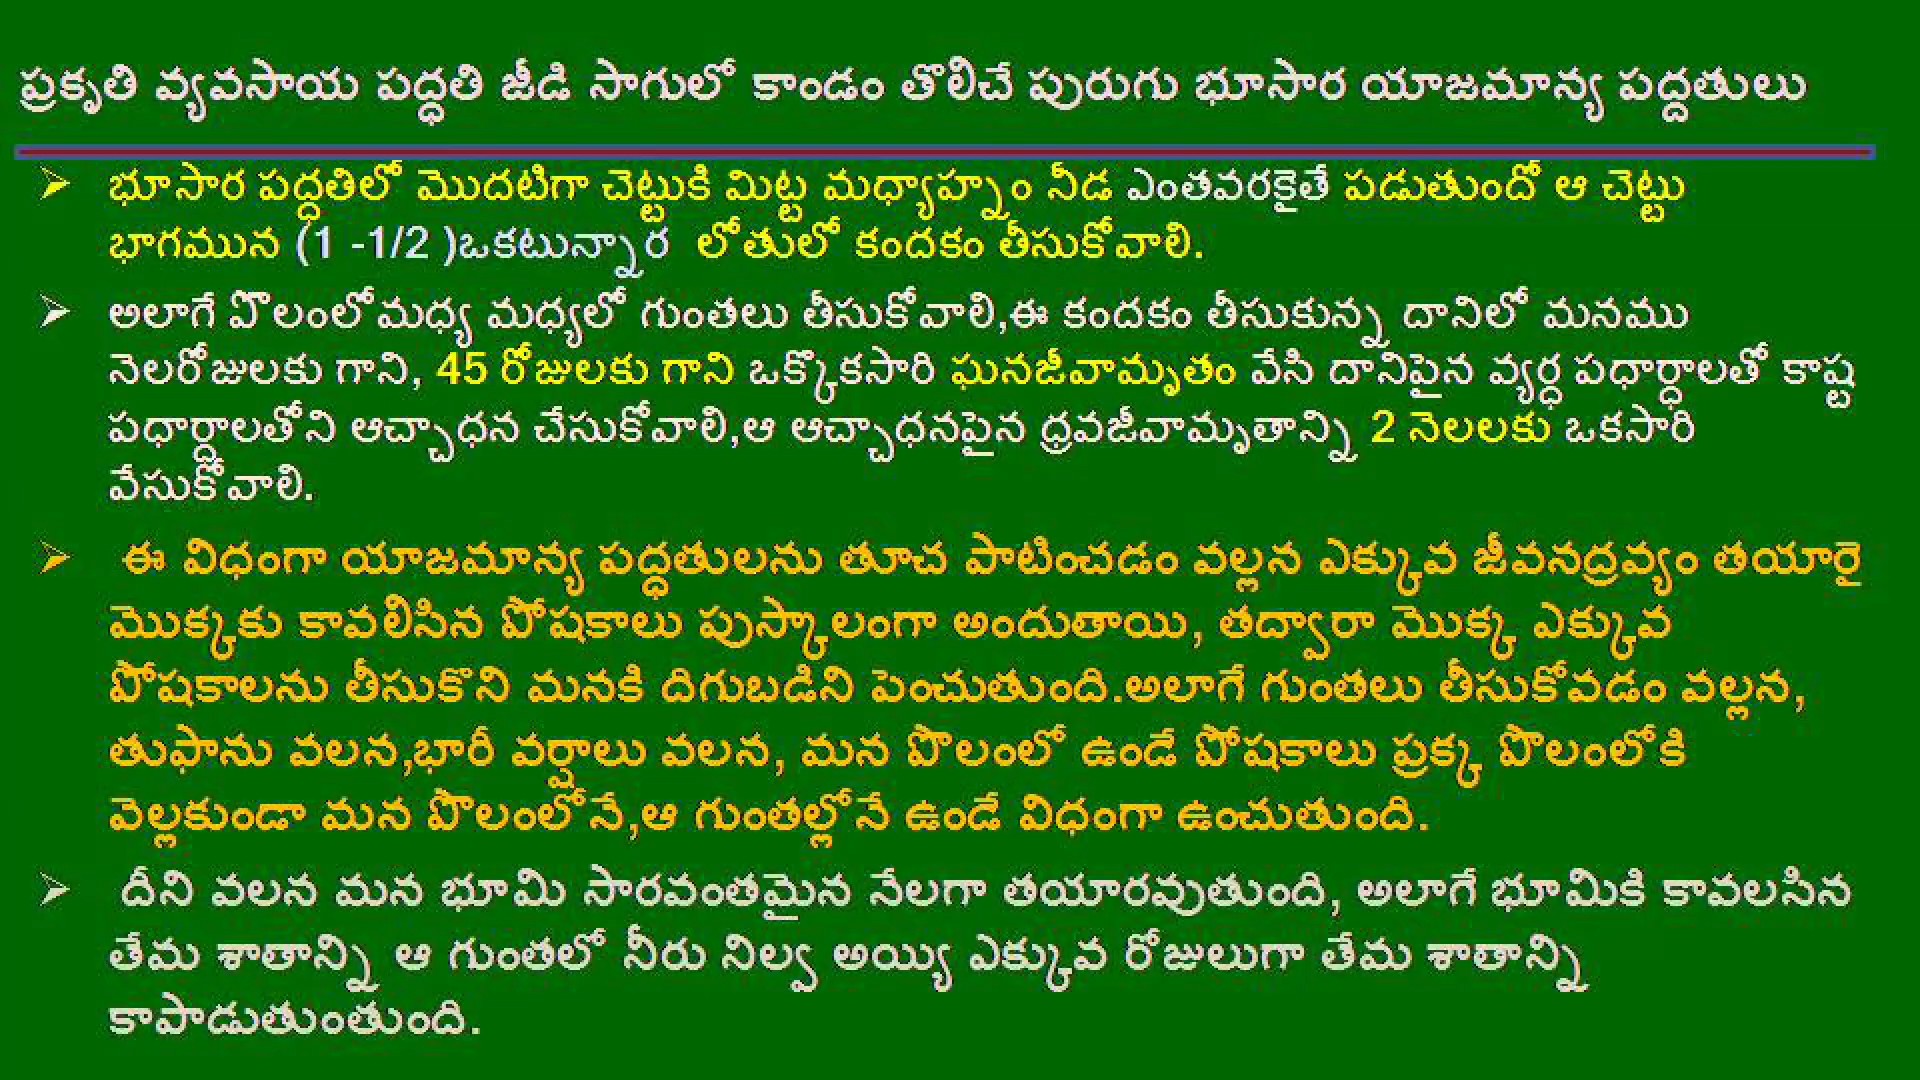 ప్రకృతి వ్యవసాయ పద్ధతి జీడి సాగులో కాండం తొలిచే పురుగు భూసార యాజమాన్య పద్దతులు
భూసార పద్ధతిలో మొదటిగా చెట్టుకి మిట్ట మధ్యాహ్నం నీడ ఎంతవరకైతే పడుతుందో ఆ చెట్టు
భాగమున (1 -1/2 )ఒకటున్నార లోతులో కందకం తీసుకోవాలి.
అలాగే పొలంలోమధ్య మధ్యలో గుంతలు తీసుకోవాలి,ఈ కందకం తీసుకున్న దానిలో మనము
నెలరోజులకు గాని, 45 రోజులకు గాని ఒక్కొకసారి ఘనజీవామృతం వేసి దానిపైన వ్యర్ధ పధార్ధాలతో కాష్ట
పధార్ధాలతోని ఆచ్చాధన చేసుకోవాలి,ఆ ఆచ్చాధనపైన ధ్రవజీవామృతాన్ని 2 నెలలకు ఒకసారి
వేసుకోవాలి.
ఈ విధంగా యాజమాన్య పద్ధతులను తూచ పాటించడం వల్లన ఎక్కువ జీవనద్రవ్యం తయారై
మొక్కకు కావలిసిన పోషకాలు పుస్కాలంగా అందుతాయి, తద్వారా మొక్క ఎక్కువ
పోషకాలను తీసుకొని మనకి దిగుబడిని పెంచుతుంది.అలాగే గుంతలు తీసుకోవడం వల్లన,
తుఫాను వలన,భారీ వర్షాలు వలన, మన పొలంలో ఉండే పోషకాలు ప్రక్క పొలంలోకి
వెల్లకుండా మన పొలంలోనే,ఆ గుంతల్లోనే ఉండే విధంగా ఉంచుతుంది.
దీని వలన మన భూమి సారవంతమైన నేలగా తయారవుతుంది, అలాగే భూమికి కావలసిన
తేమ శాతాన్ని ఆ గుంతలో నీరు నిల్వ అయ్యి ఎక్కువ రోజులుగా తేమ శాతాన్ని
కాపాడుతుంతుంది.